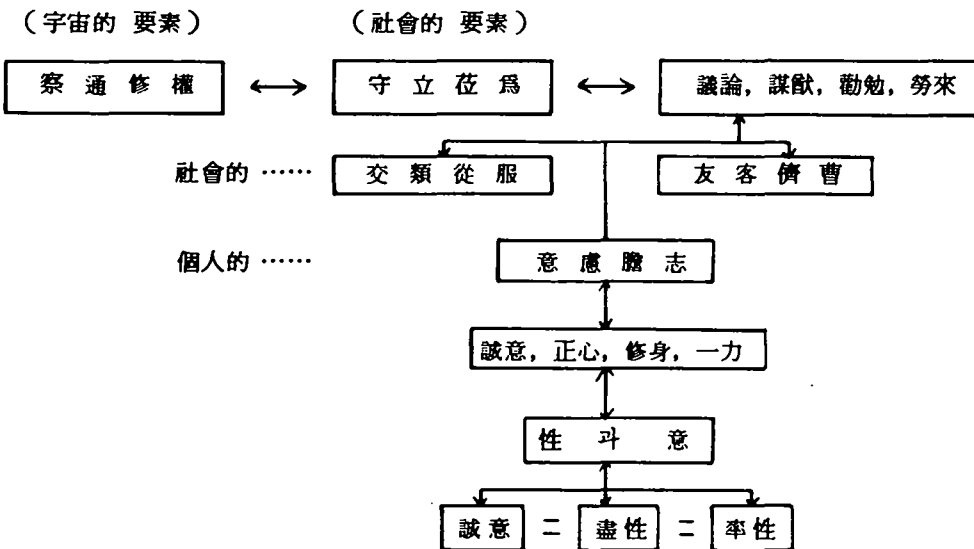 (宇宙的 要素) (社會的 要素)
察通修權 ↔ 守立莅爲 ↔ 議論, 謀猷, 勸勉, 勞來
社會的 …… 交類從服 友客儕曹
個人的 …… 意慮膽志
誠意, 正心, 修身, 一力
性과 意
誠意 = 盡性 = 率性